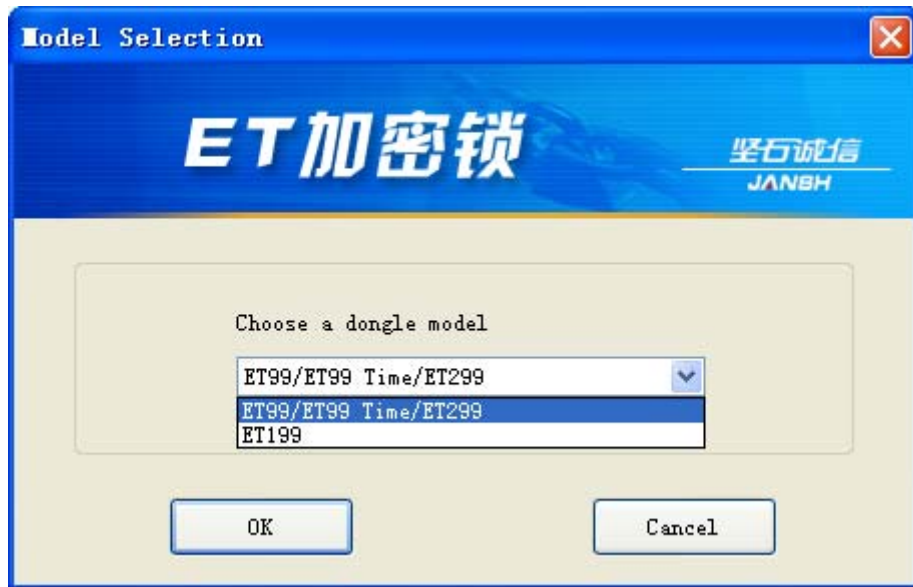 Model Selection
ET加密锁
坚石诚信
JANSH
Choose a dongle model
ET99/ET99 Time/ET299
ET99/ET99 Time/ET299
ET199
OK
Cancel